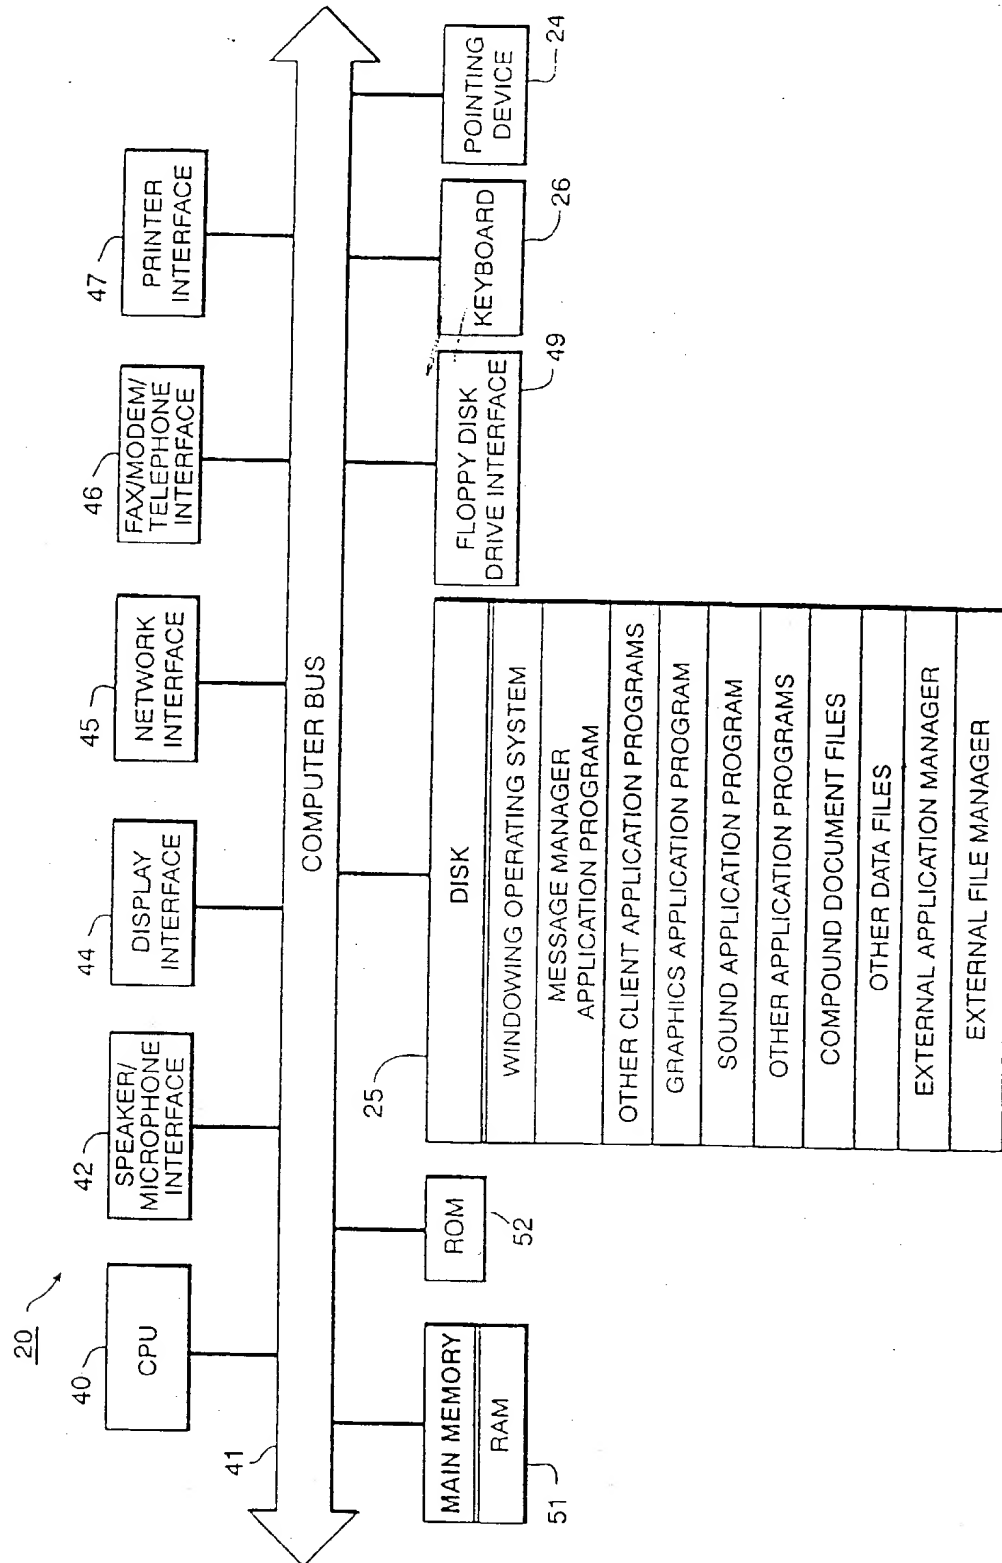 20
40
CPU
42
SPEAKER/
MICROPHONE
INTERFACE
44
DISPLAY
INTERFACE
45
NETWORK
INTERFACE
46
FAX/MODEM/
TELEPHONE
INTERFACE
47
PRINTER
INTERFACE
41
COMPUTER BUS
MAIN MEMORY
RAM
51
ROM
52
25
DISK
WINDOWING OPERATING SYSTEM
MESSAGE MANAGER
APPLICATION PROGRAM
OTHER CLIENT APPLICATION PROGRAMS
GRAPHICS APPLICATION PROGRAM
SOUND APPLICATION PROGRAM
OTHER APPLICATION PROGRAMS
COMPOUND DOCUMENT FILES
OTHER DATA FILES
EXTERNAL APPLICATION MANAGER
EXTERNAL FILE MANAGER
FLOPPY DISK
DRIVE INTERFACE
49
KEYBOARD
26
POINTING
DEVICE
24